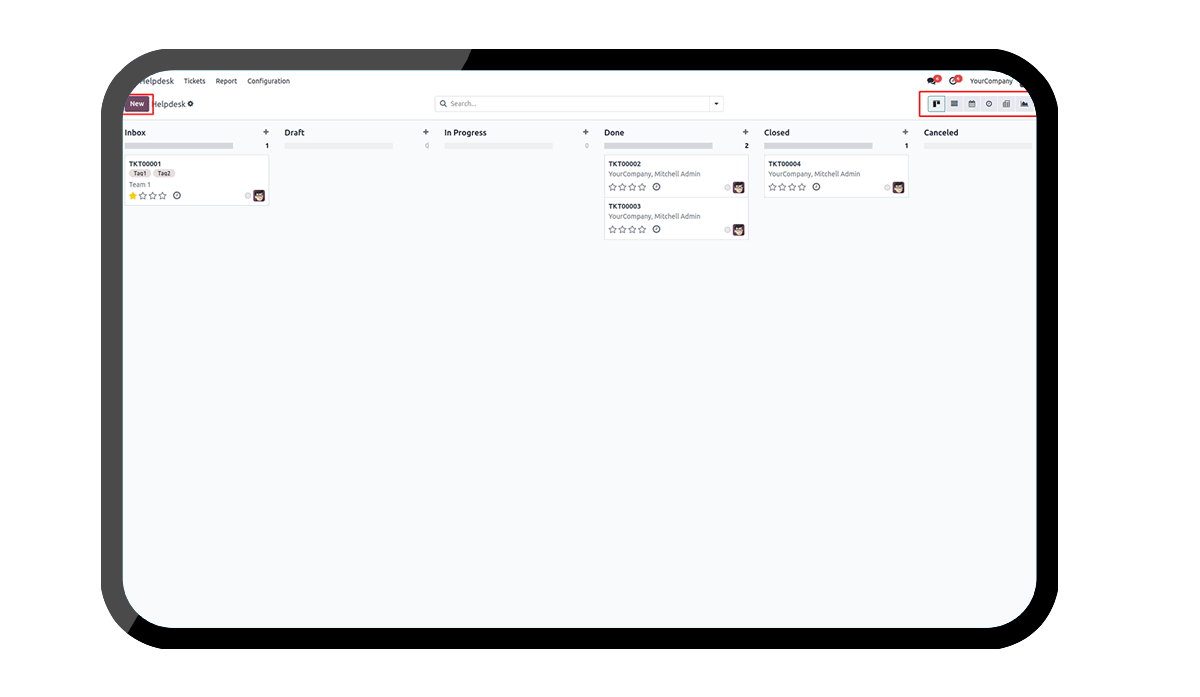 Helpdesk Tickets Report Configuration
YourCompany
New Helpdesk
Search...
Inbox + Draft + In Progress + Done + Closed + Canceled
1 0 2 1
TKT00001
Tag1 Tag2
Team 1
TKT00002
YourCompany, Mitchell Admin
TKT00003
YourCompany, Mitchell Admin
TKT00004
YourCompany, Mitchell Admin